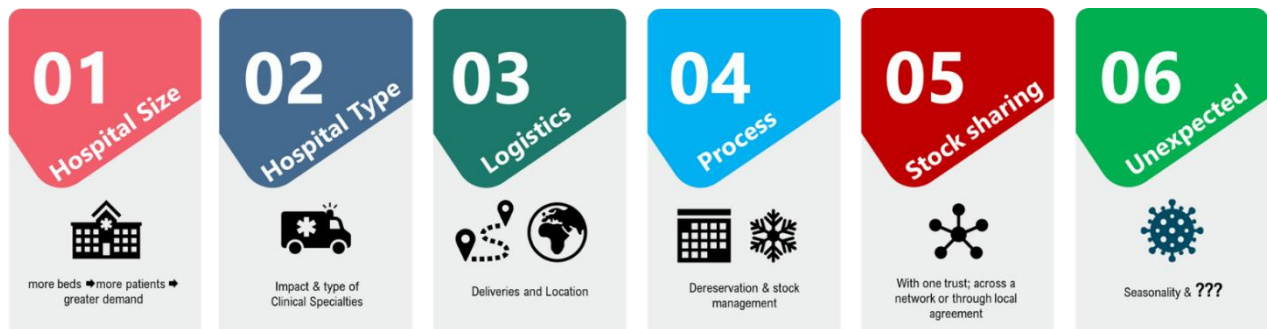 01
Hospital Size
more beds ➡more patients ➡
greater demand
02
Hospital Type
Impact & type of
Clinical Specialties
03
Logistics
Deliveries and Location
04
Process
Dereservation & stock
management
05
Stock sharing
With one trust; across a
network or through local
agreement
06
Unexpected
Seasonality & ???